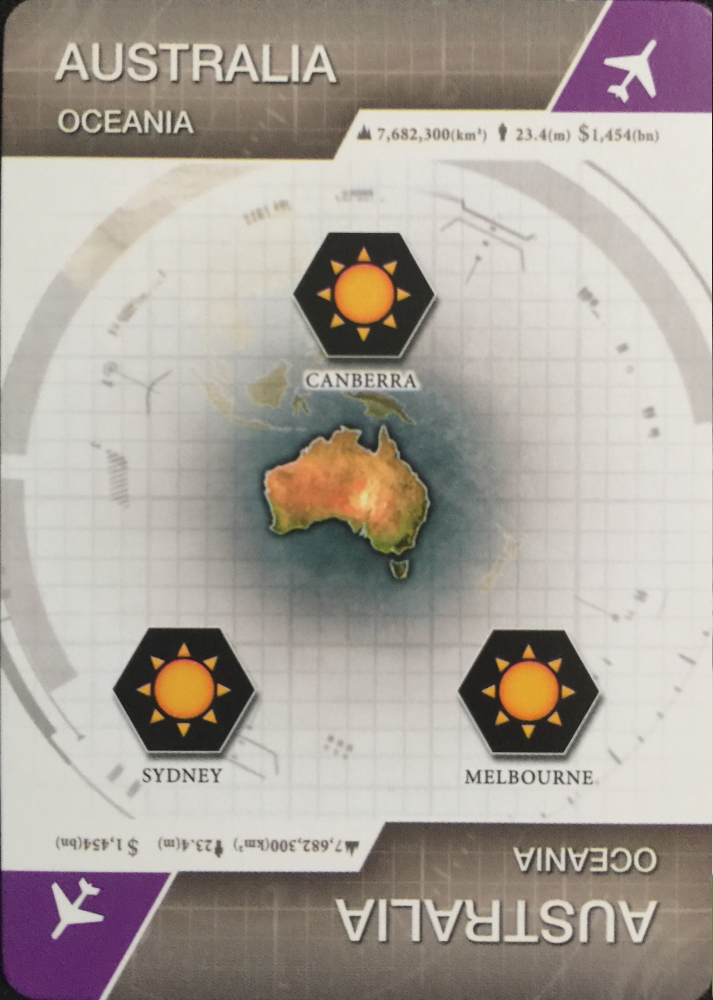 AUSTRALIA
OCEANIA
7,682,300(km²) 23.4(m) $1,454(bn)
CANBERRA
SYDNEY
MELBOURNE
7,682,300(km²) 23.4(m) $1,454(bn)
OCEANIA
AUSTRALIA